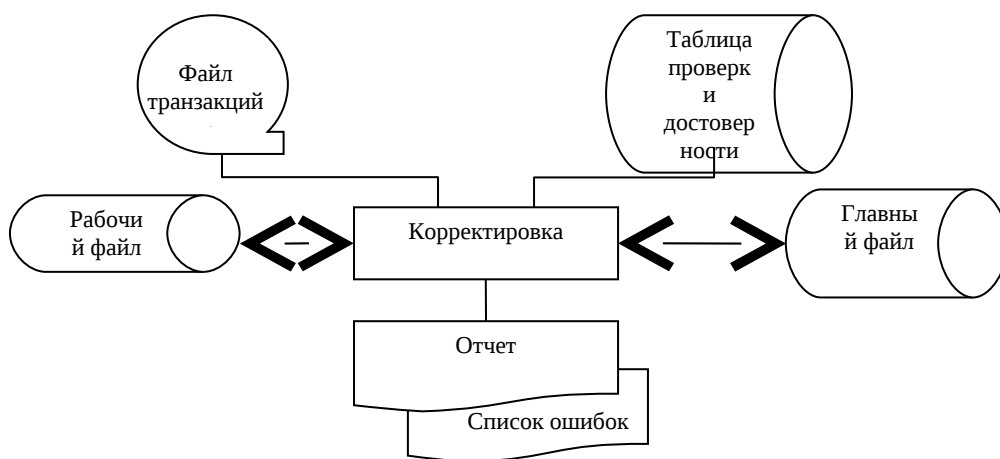 Файл
транзакций
Таблица
проверк
и
достовер
ности
Рабочи
й файл
Корректировка
Главны
й файл
Отчет
Список ошибок